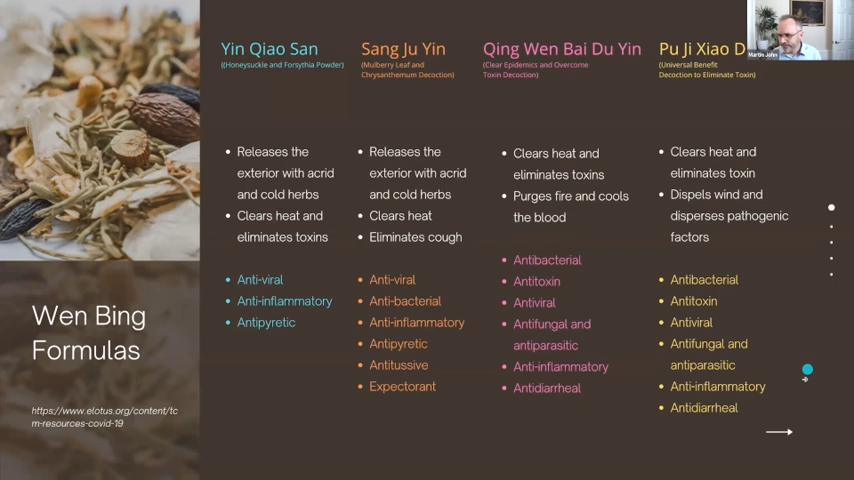 Yin Qiao San
((Honeysuckle and Forsythia Powder)
Releases the
exterior with acrid
and cold herbs
Clears heat and
eliminates toxins
Anti-viral
Anti-inflammatory
Antipyretic
Sang Ju Yin
(Mulberry Leaf and
Chrysanthemum Decoction)
Releases the
exterior with acrid
and cold herbs
Clears heat
Eliminates cough
Anti-viral
Anti-bacterial
Anti-inflammatory
Antipyretic
Antitussive
Expectorant
Qing Wen Bai Du Yin
(Clear Epidemics and Overcome
Toxin Decoction)
Clears heat and
eliminates toxins
Purges fire and cools
the blood
Antibacterial
Antitoxin
Antiviral
Antifungal and
antiparasitic
Anti-inflammatory
Antidiarrheal
Pu Ji Xiao D
(Universal Benefit
Decoction to Eliminate Toxin)
Clears heat and
eliminates toxin
Dispels wind and
disperses pathogenic
factors
Antibacterial
Antitoxin
Antiviral
Antifungal and
antiparasitic
Anti-inflammatory
Antidiarrheal
Martin John
Wen Bing
Formulas
https://www.elotus.org/content/tc
m-resources-covid-19